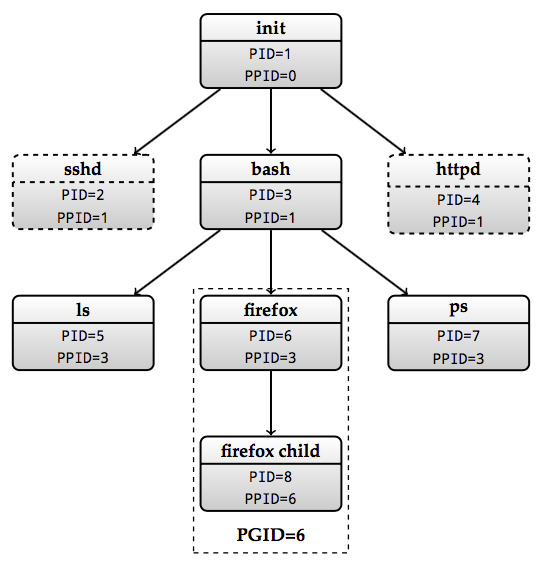 init
PID=1
PPID=0
sshd
PID=2
PPID=1
bash
PID=3
PPID=1
httpd
PID=4
PPID=1
ls
PID=5
PPID=3
firefox
PID=6
PPID=3
ps
PID=7
PPID=3
firefox child
PID=8
PPID=6
PGID=6